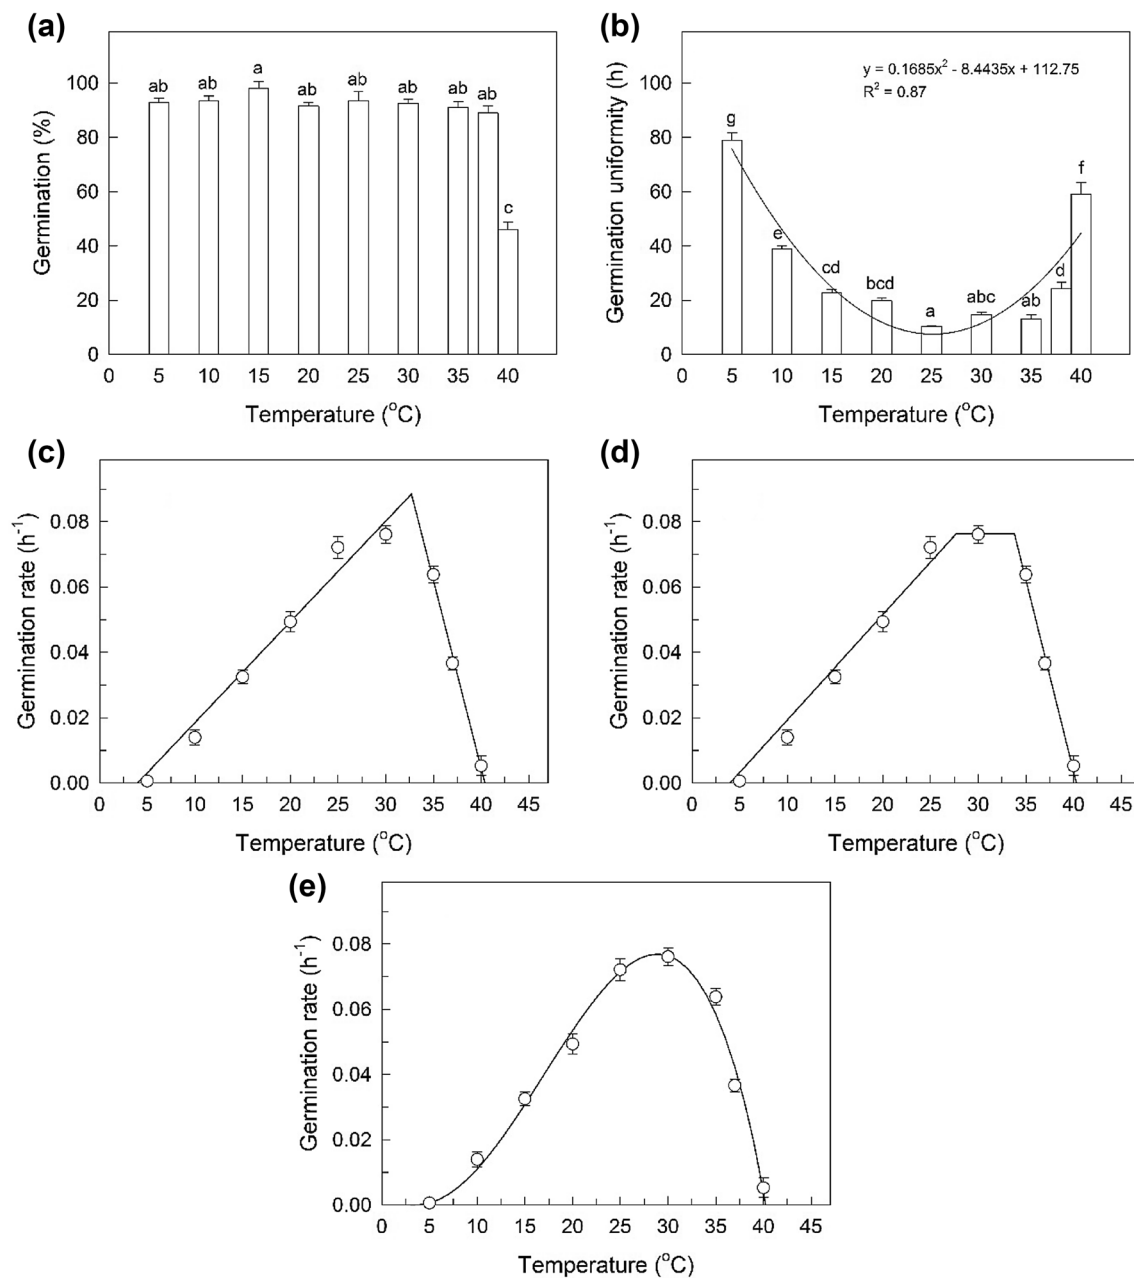 (a)
Germination (%)
100
80
60
40
20
0
ab ab a ab ab ab ab ab c
0 5 10 15 20 25 30 35 40
Temperature (°C)
(b)
Germination uniformity (h)
y = 0.1685x² - 8.4435x + 112.75
R² = 0.87
100
80
60
40
20
0
g e cd bcd a abc ab d f
0 5 10 15 20 25 30 35 40
Temperature (°C)
(c)
Germination rate (h⁻¹)
0.08
0.06
0.04
0.02
0.00
0 5 10 15 20 25 30 35 40 45
Temperature (°C)
(d)
Germination rate (h⁻¹)
0.08
0.06
0.04
0.02
0.00
0 5 10 15 20 25 30 35 40 45
Temperature (°C)
(e)
Germination rate (h⁻¹)
0.08
0.06
0.04
0.02
0.00
0 5 10 15 20 25 30 35 40 45
Temperature (°C)